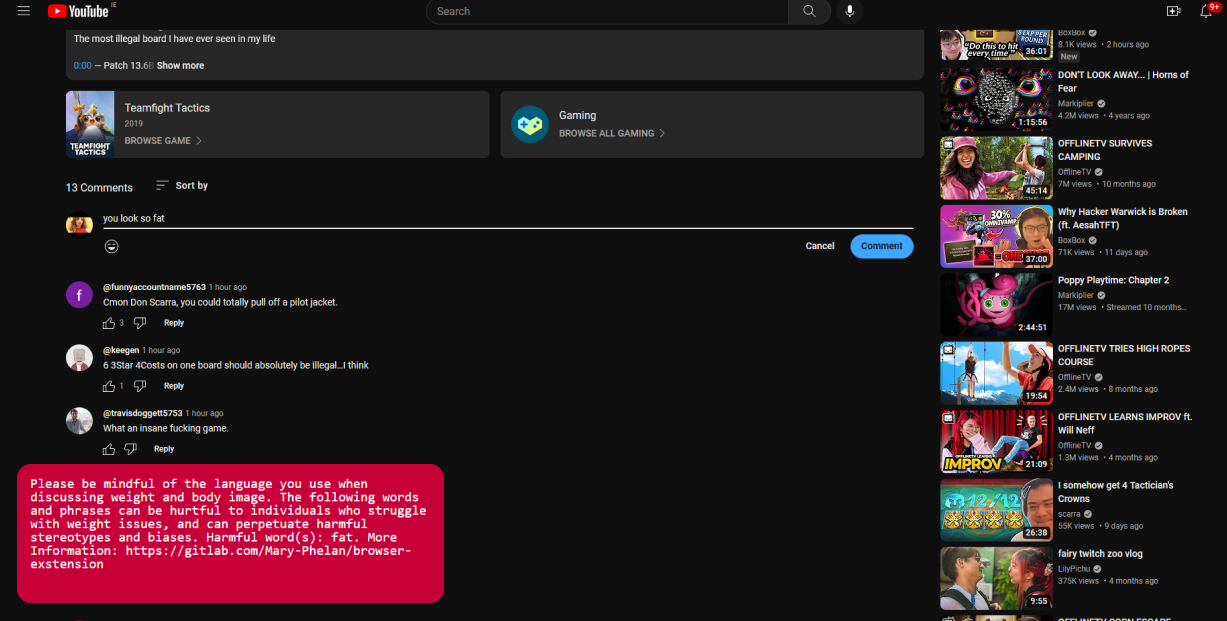 YouTube IE
Search
9+
The most illegal board I have ever seen in my life
0:00 — Patch 13.6B Show more
TEAMFIGHT
TACTICS
Teamfight Tactics
2019
BROWSE GAME
Gaming
BROWSE ALL GAMING
13 Comments
Sort by
you look so fat
Cancel
Comment
f
@funnyaccountname5763 1 hour ago
Cmon Don Scarra, you could totally pull off a pilot jacket.
3
Reply
@keegen 1 hour ago
6 3Star 4Costs on one board should absolutely be illegal...I think
1
Reply
@travisdoggett5753 1 hour ago
What an insane fucking game.
Reply
Please be mindful of the language you use when
discussing weight and body image. The following words
and phrases can be hurtful to individuals who struggle
with weight issues, and can perpetuate harmful
stereotypes and biases. Harmful word(s): fat. More
Information: https://gitlab.com/Mary-Phelan/browser-
exstension
ROUND
"Do this to hit
every time"
36:01
BoxBox
8.1K views • 2 hours ago
New
1:15:56
DON'T LOOK AWAY... | Horns of
Fear
Markiplier
4.2M views • 4 years ago
45:14
OFFLINETV SURVIVES
CAMPING
OfflineTV
7M views • 10 months ago
30%
OMNIVAMP
37:00
Why Hacker Warwick is Broken
(ft. AesahTFT)
BoxBox
71K views • 11 days ago
2:44:51
Poppy Playtime: Chapter 2
Markiplier
17M views • Streamed 10 months...
19:54
OFFLINETV TRIES HIGH ROPES
COURSE
OfflineTV
2.4M views • 8 months ago
OFFLINETV LEARNS
IMPROV
21:09
OFFLINETV LEARNS IMPROV ft.
Will Neff
OfflineTV
1.3M views • 4 months ago
12/12
26:38
I somehow get 4 Tactician's
Crowns
scarra
55K views • 9 days ago
9:55
fairy twitch zoo vlog
LilyPichu
375K views • 4 months ago